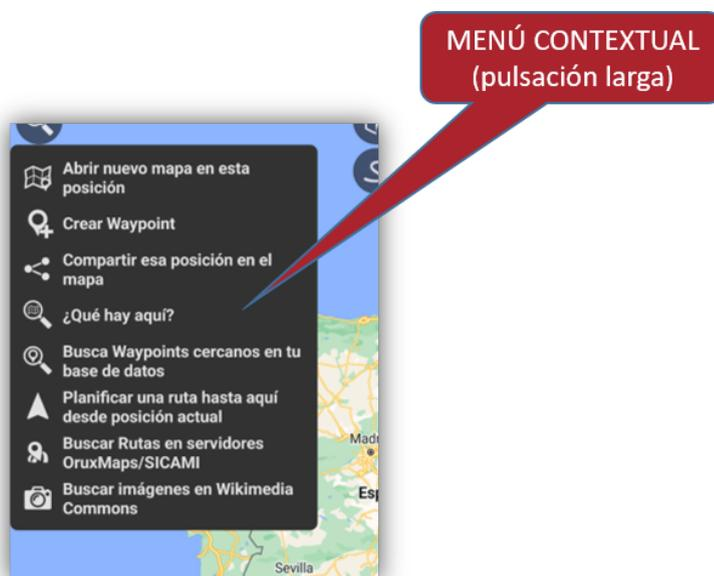 MENÚ CONTEXTUAL
(pulsación larga)
Abrir nuevo mapa en esta
posición
Crear Waypoint
Compartir esa posición en el
mapa
¿Qué hay aquí?
Busca Waypoints cercanos en tu
base de datos
Planificar una ruta hasta aquí
desde posición actual
Buscar Rutas en servidores
OruxMaps/SICAMI
Buscar imágenes en Wikimedia
Commons
Madr
Esp
Sevilla